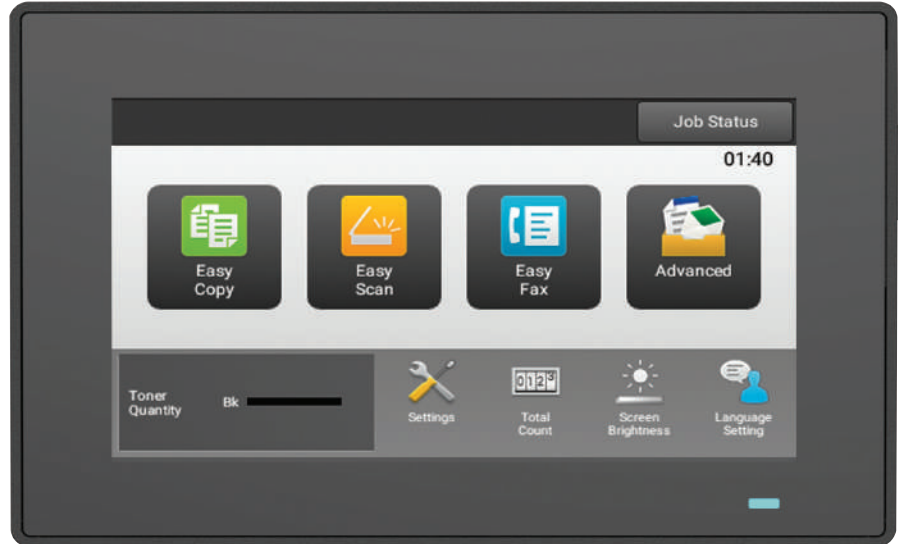 Job Status
01:40
Easy
Copy
Easy
Scan
Easy
Fax
Advanced
Toner
Quantity
Bk
Settings
0123
Total
Count
Screen
Brightness
Language
Setting